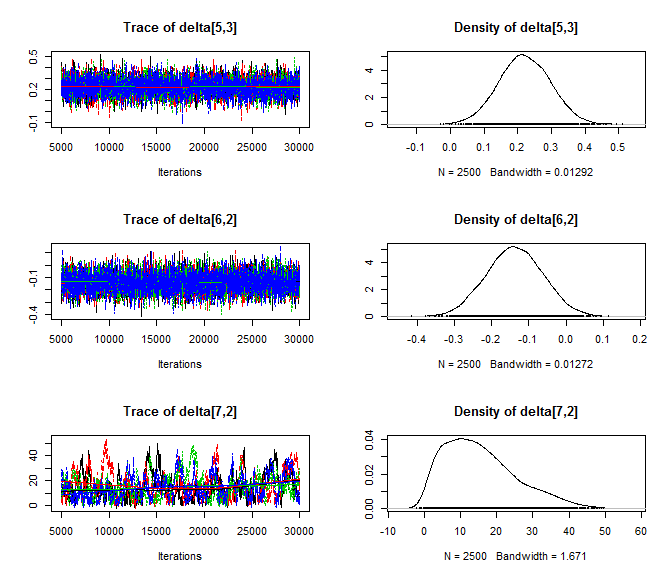 Trace of delta[5,3]
-0.1 0.2 0.5
5000 10000 15000 20000 25000 30000
Iterations
Density of delta[5,3]
0 2 4
-0.1 0.0 0.1 0.2 0.3 0.4 0.5
N = 2500 Bandwidth = 0.01292
Trace of delta[6,2]
-0.4 -0.1
5000 10000 15000 20000 25000 30000
Iterations
Density of delta[6,2]
0 2 4
-0.4 -0.3 -0.2 -0.1 0.0 0.1 0.2
N = 2500 Bandwidth = 0.01272
Trace of delta[7,2]
0 20 40
5000 10000 15000 20000 25000 30000
Iterations
Density of delta[7,2]
0.00 0.02 0.04
-10 0 10 20 30 40 50 60
N = 2500 Bandwidth = 1.671